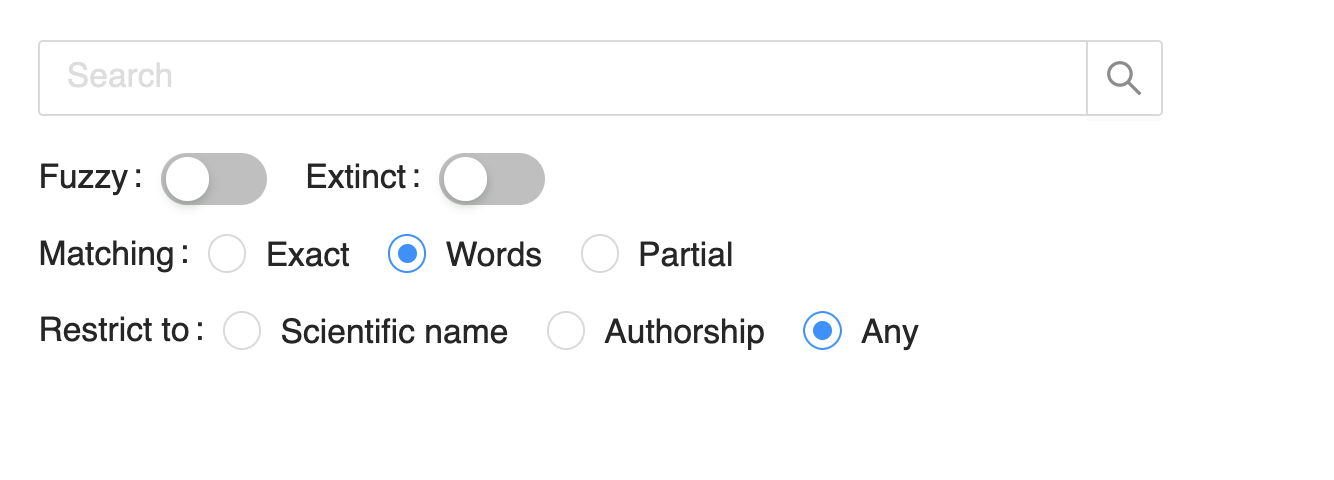 Search
Fuzzy: Extinct:
Matching: Exact Words Partial
Restrict to: Scientific name Authorship Any